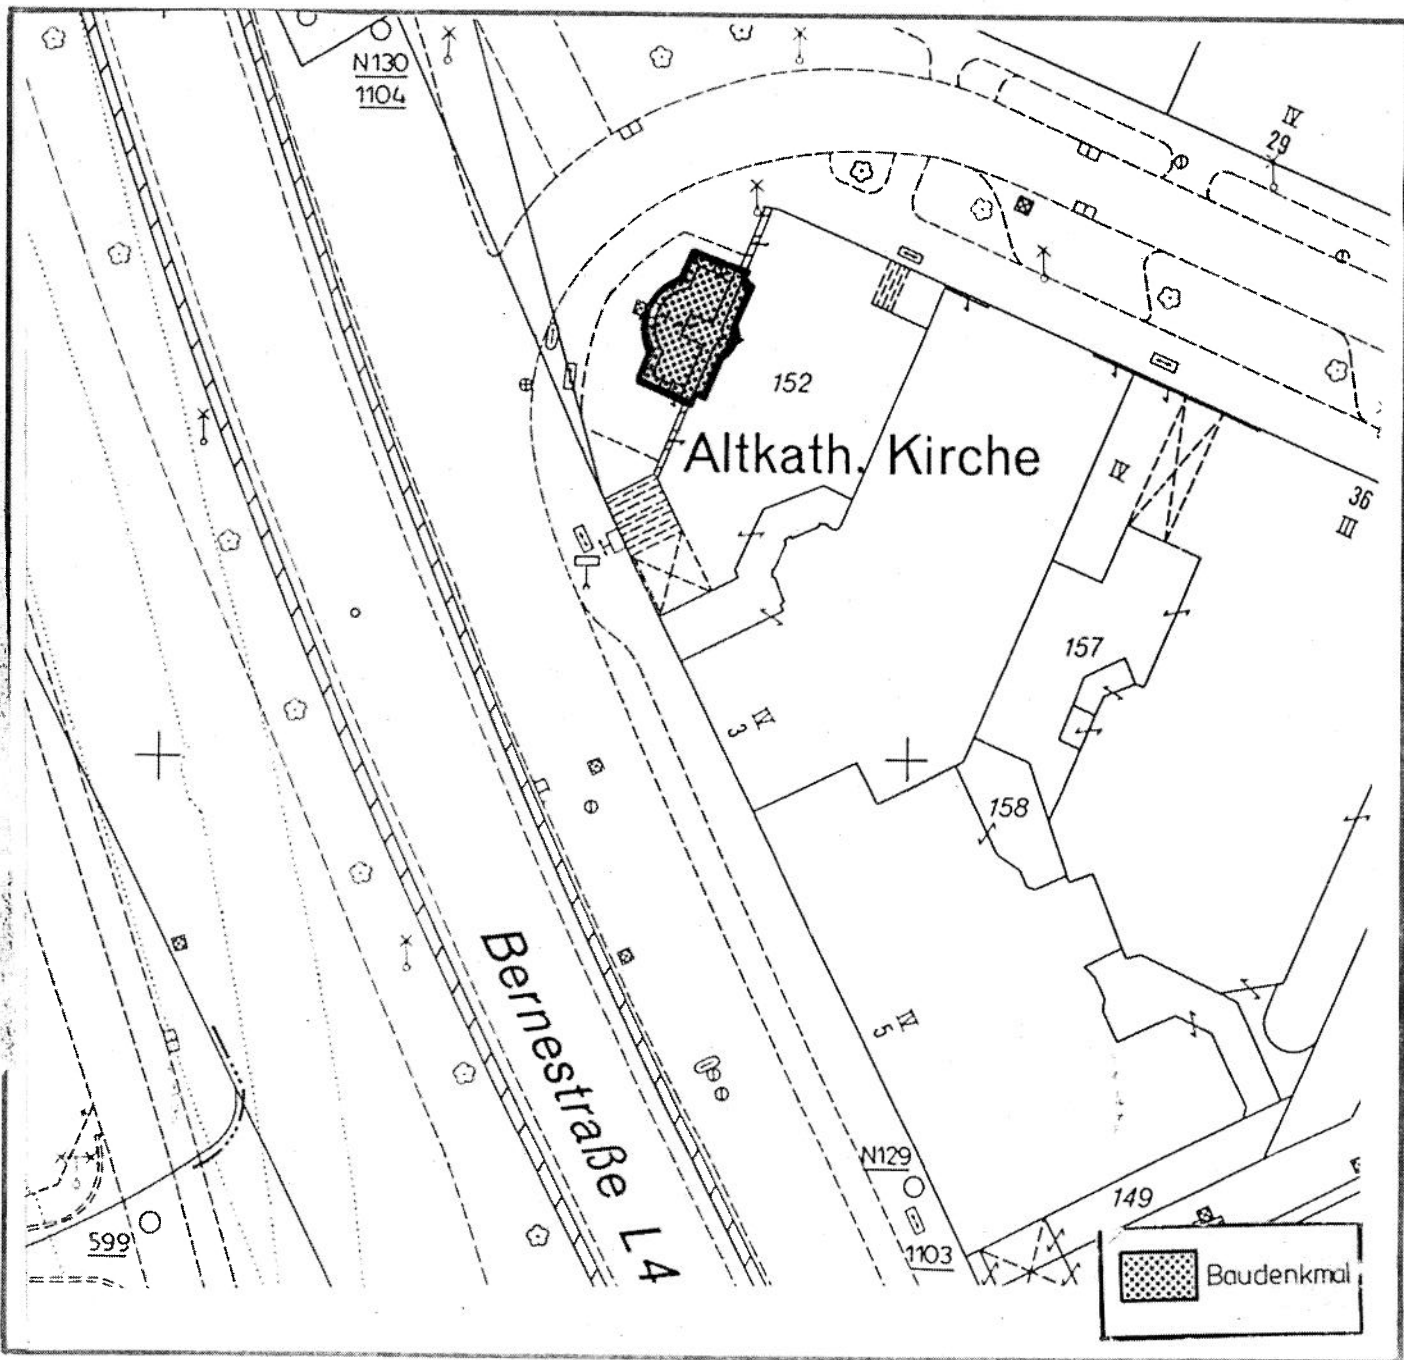 N130
1104
IV
29
152
Altkath. Kirche
IV
36
III
157
IV
3
158
Bernestraße L4
IV
5
N129
149
599
1103
Baudenkmal